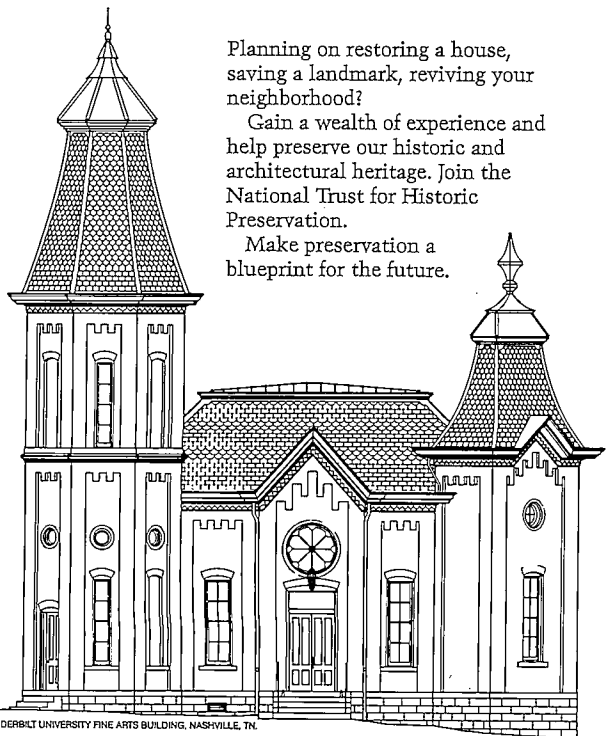 Planning on restoring a house,
saving a landmark, reviving your
neighborhood?
Gain a wealth of experience and
help preserve our historic and
architectural heritage. Join the
National Trust for Historic
Preservation.
Make preservation a
blueprint for the future.
DERBILT UNIVERSITY FINE ARTS BUILDING, NASHVILLE, TN.